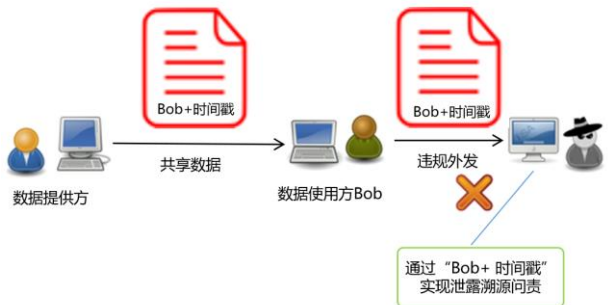 Bob+时间戳
Bob+时间戳
共享数据
违规外发
数据提供方
数据使用方Bob
通过“Bob+ 时间戳”
实现泄露溯源问责